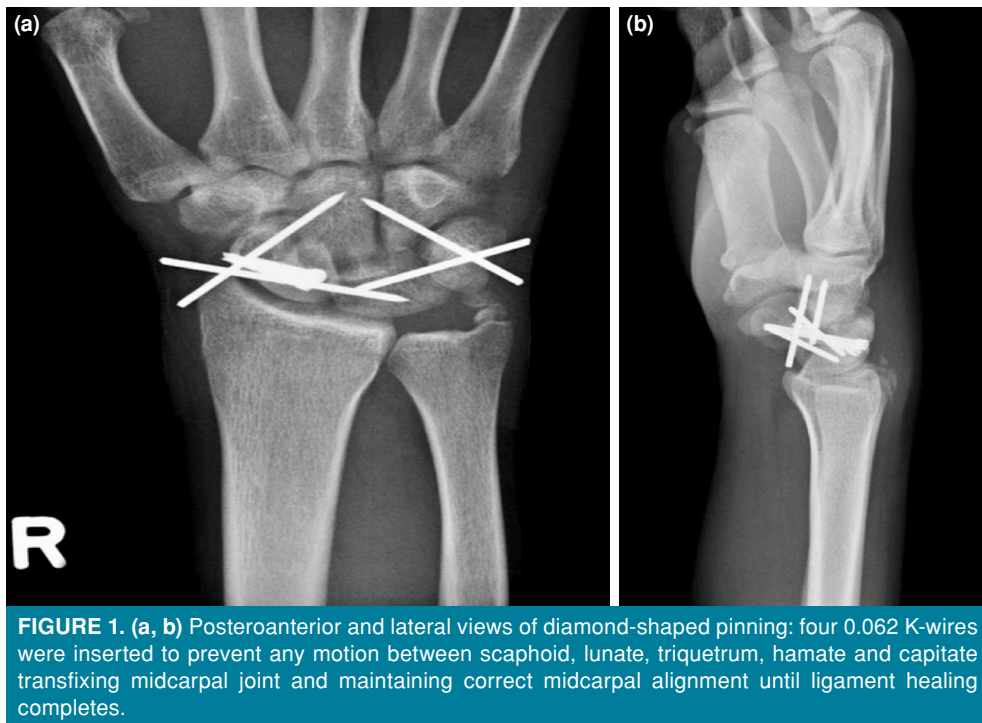 (a)
(b)
R
FIGURE 1. (a, b) Posteroanterior and lateral views of diamond-shaped pinning: four 0.062 K-wires
were inserted to prevent any motion between scaphoid, lunate, triquetrum, hamate and capitate
transfixing midcarpal joint and maintaining correct midcarpal alignment until ligament healing
completes.